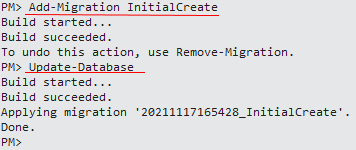 PM> Add-Migration InitialCreate
Build started...
Build succeeded.
To undo this action, use Remove-Migration.
PM> Update-Database
Build started...
Build succeeded.
Applying migration '20211117165428_InitialCreate'.
Done.
PM>